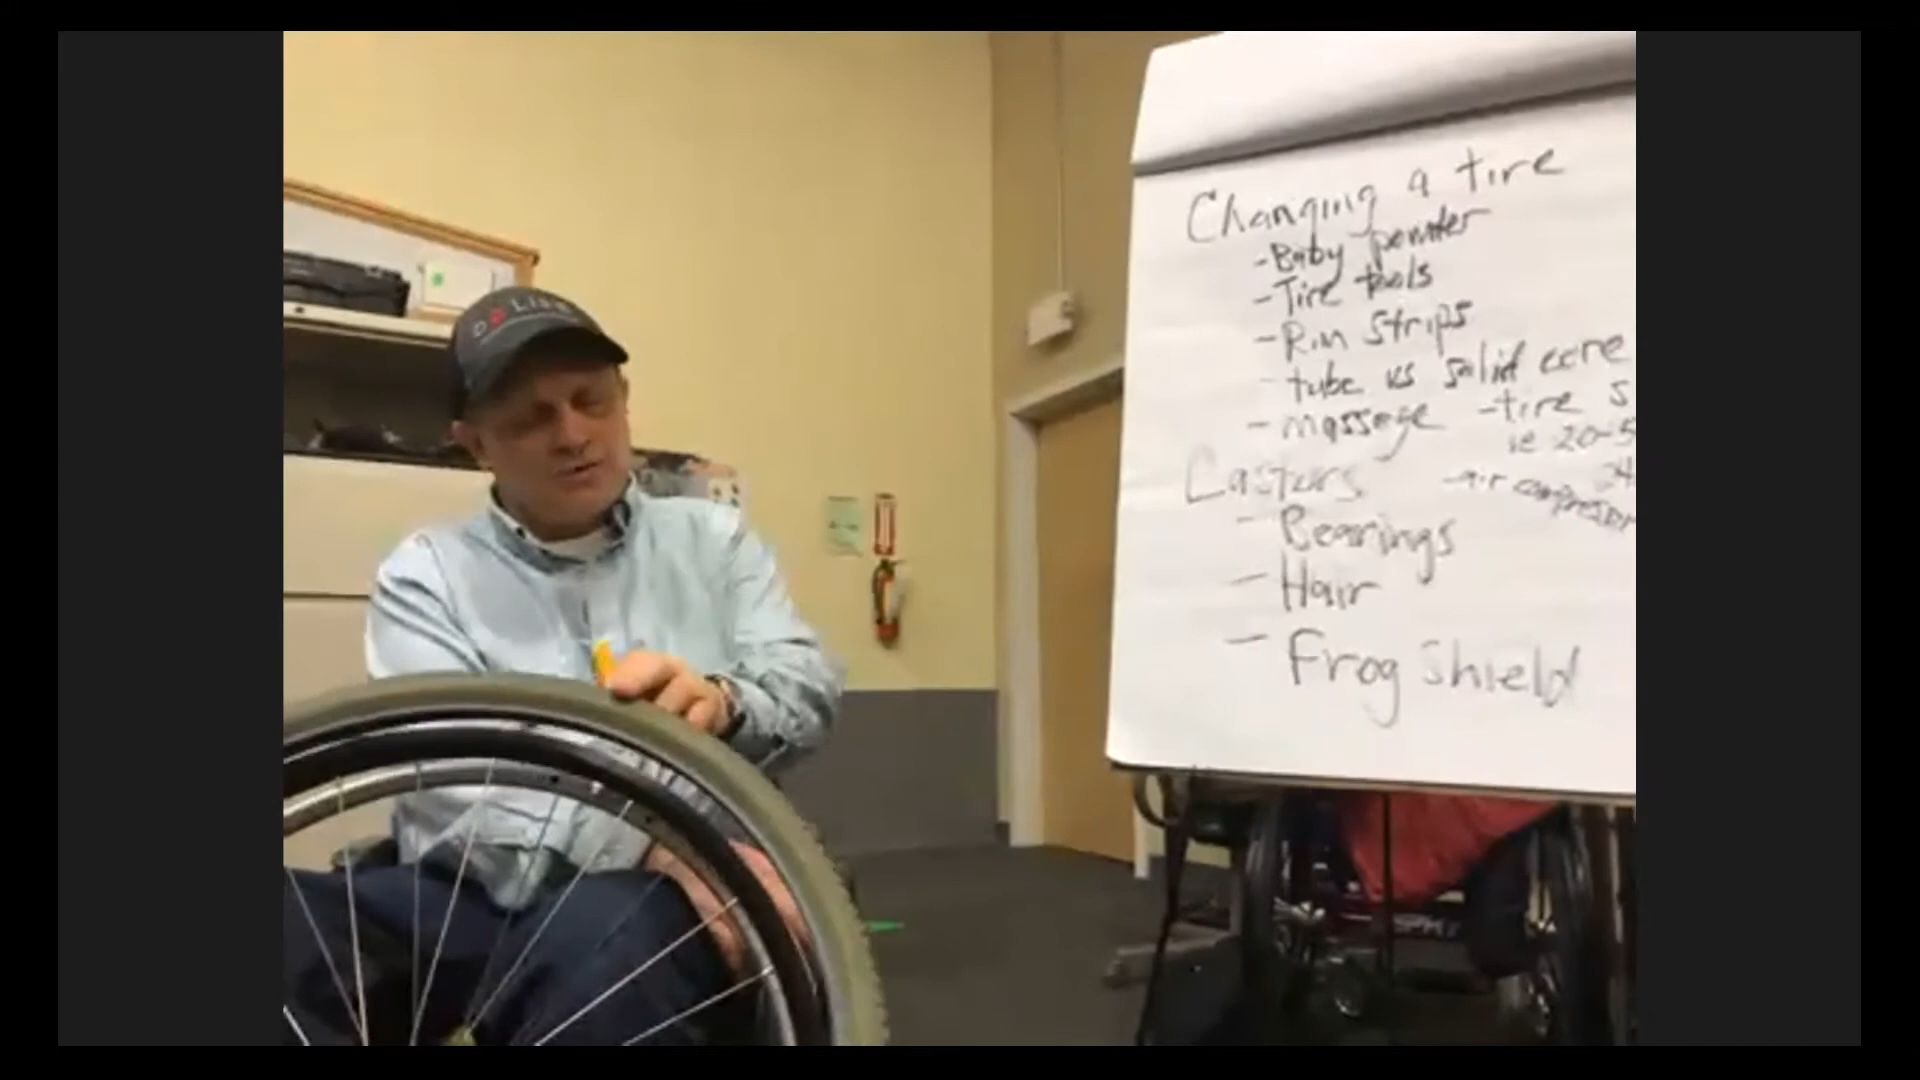 Changing a tire
- Baby powder
- Tire tools
- Rim strips
- tube vs solid core
- massage - tire s
ie 20-5
Casters - air compressor
- Bearings
- Hair
- Frog Shield